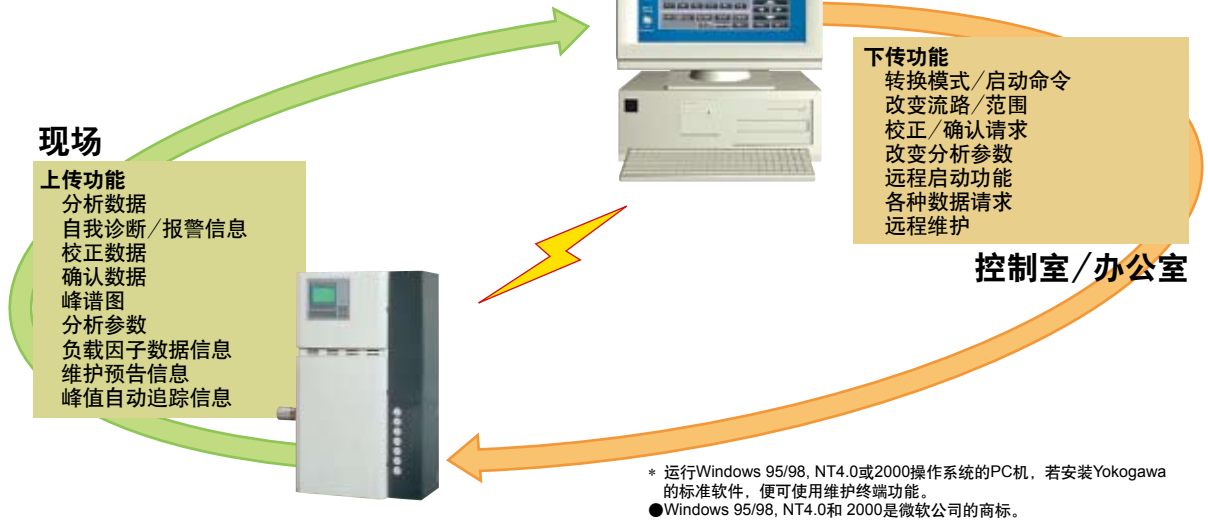 现场
上传功能
分析数据
自我诊断/报警信息
校正数据
确认数据
峰谱图
分析参数
负载因子数据信息
维护预告信息
峰值自动追踪信息
下传功能
转换模式/启动命令
改变流路/范围
校正/确认请求
改变分析参数
远程启动功能
各种数据请求
远程维护
控制室/办公室
* 运行Windows 95/98, NT4.0或2000操作系统的PC机，若安装Yokogawa
的标准软件，便可使用维护终端功能。
●Windows 95/98, NT4.0和 2000是微软公司的商标。